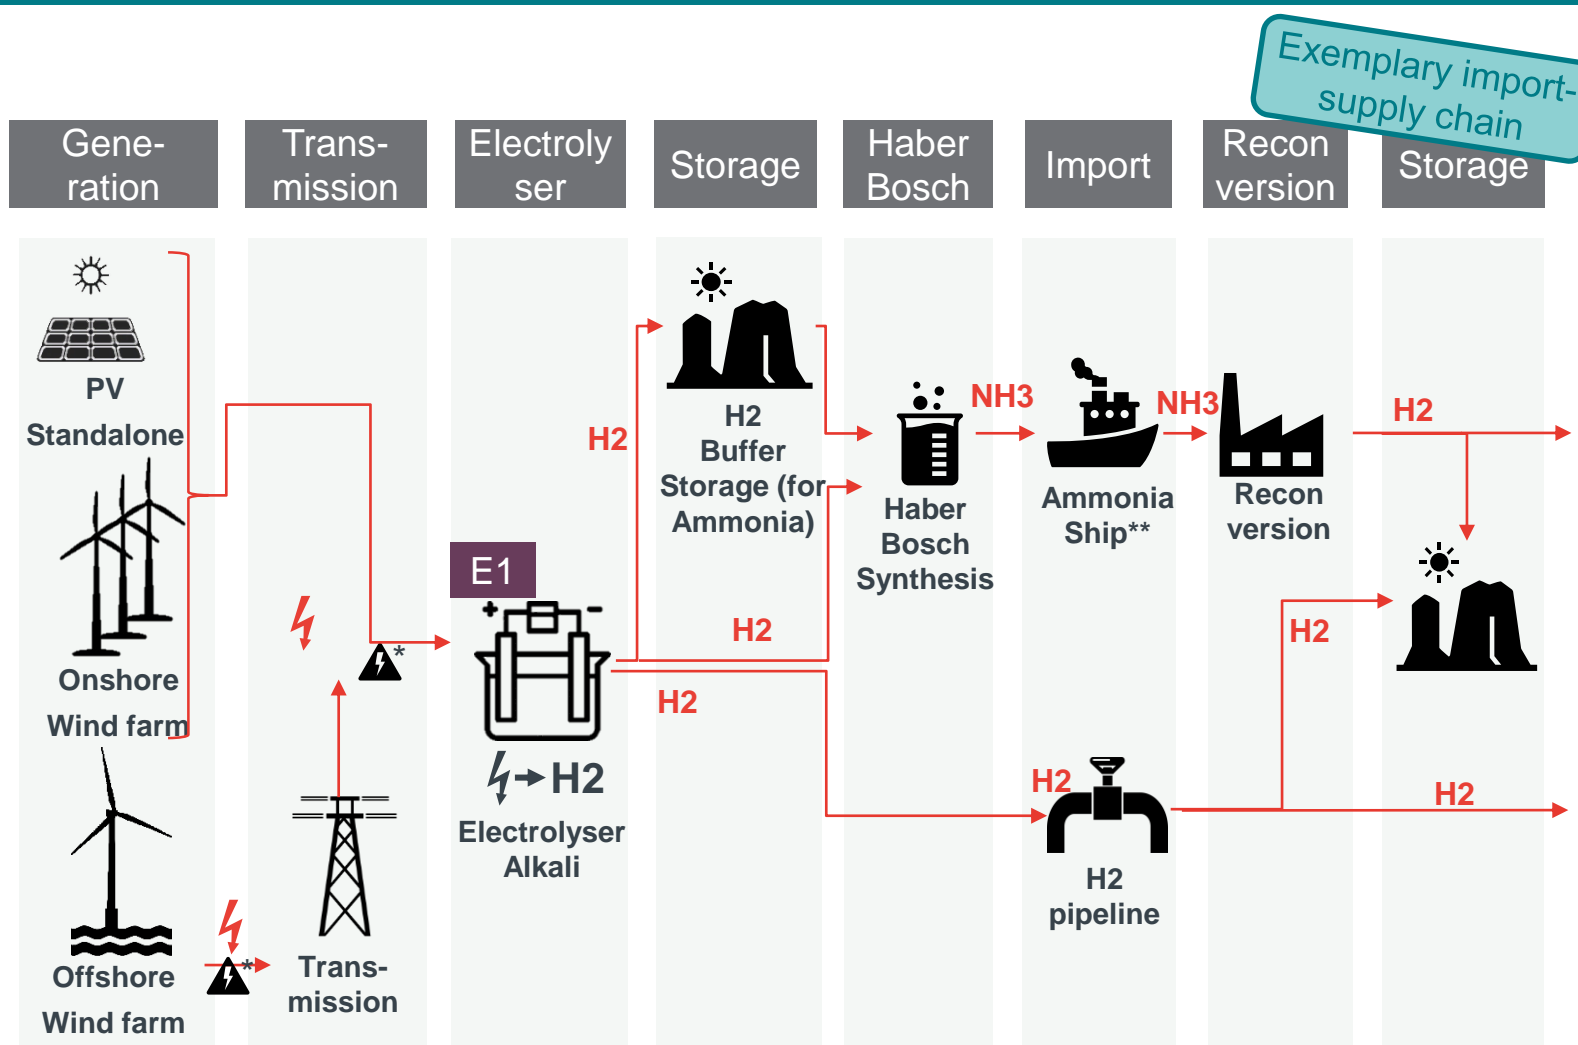 Exemplary import-
supply chain
Gene-
ration
Trans-
mission
Electroly
ser
Storage
Haber
Bosch
Import
Recon
version
Storage
PV
Standalone
Onshore
Wind farm
Offshore
Wind farm
*
Trans-
mission
*
E1
+ -
H2
Electrolyser
Alkali
H2
H2
H2
H2
Buffer
Storage (for
Ammonia)
Haber
Bosch
Synthesis
NH3
Ammonia
Ship**
NH3
Recon
version
H2
H2
H2
pipeline
H2
H2